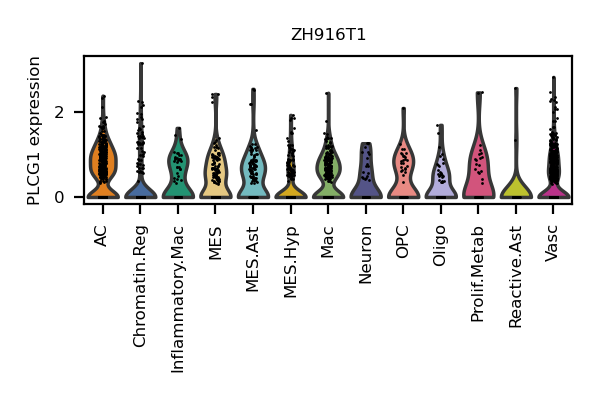 ZH916T1
PLCG1 expression
2
0
AC
Chromatin.Reg
Inflammatory.Mac
MES
MES.Ast
MES.Hyp
Mac
Neuron
OPC
Oligo
Prolif.Metab
Reactive.Ast
Vasc